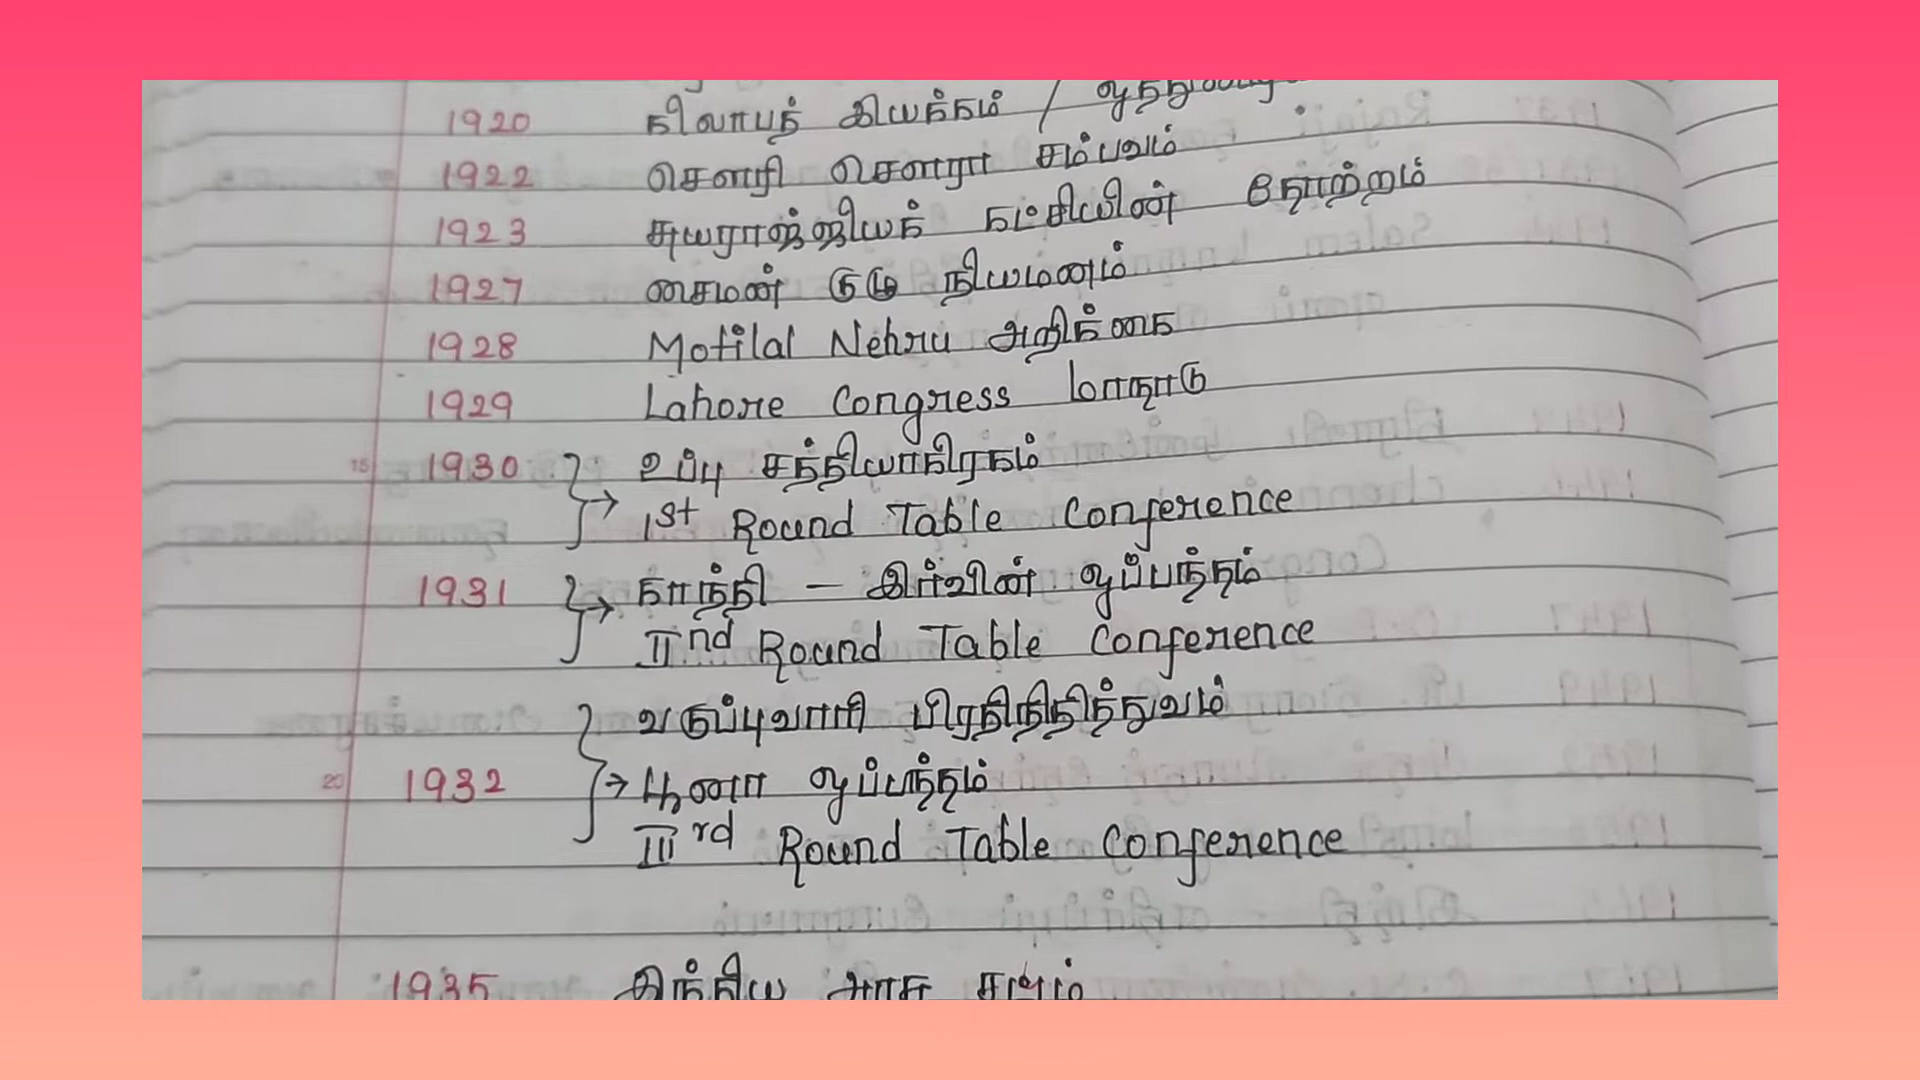 1920 கிலாபத் இயக்கம் /
1922 சௌரி சௌரா சம்பவம்
1923 சுயராஜ்ஜியக் கட்சியின் தோற்றம்
1927 சைமன் குழு நியமனம்
1928 Motilal Nehru அறிக்கை
1929 Lahore Congress மாநாடு
15 1930 → உப்பு சத்தியாகிரகம்
1st Round Table Conference
1931 → காந்தி – இர்வின் ஒப்பந்தம்
IInd Round Table Conference
வகுப்புவாரி பிரதிநிதித்துவம்
20 1932 → பூனா ஒப்பந்தம்
IIIrd Round Table Conference
1935 இந்திய அரசு சட்டம்